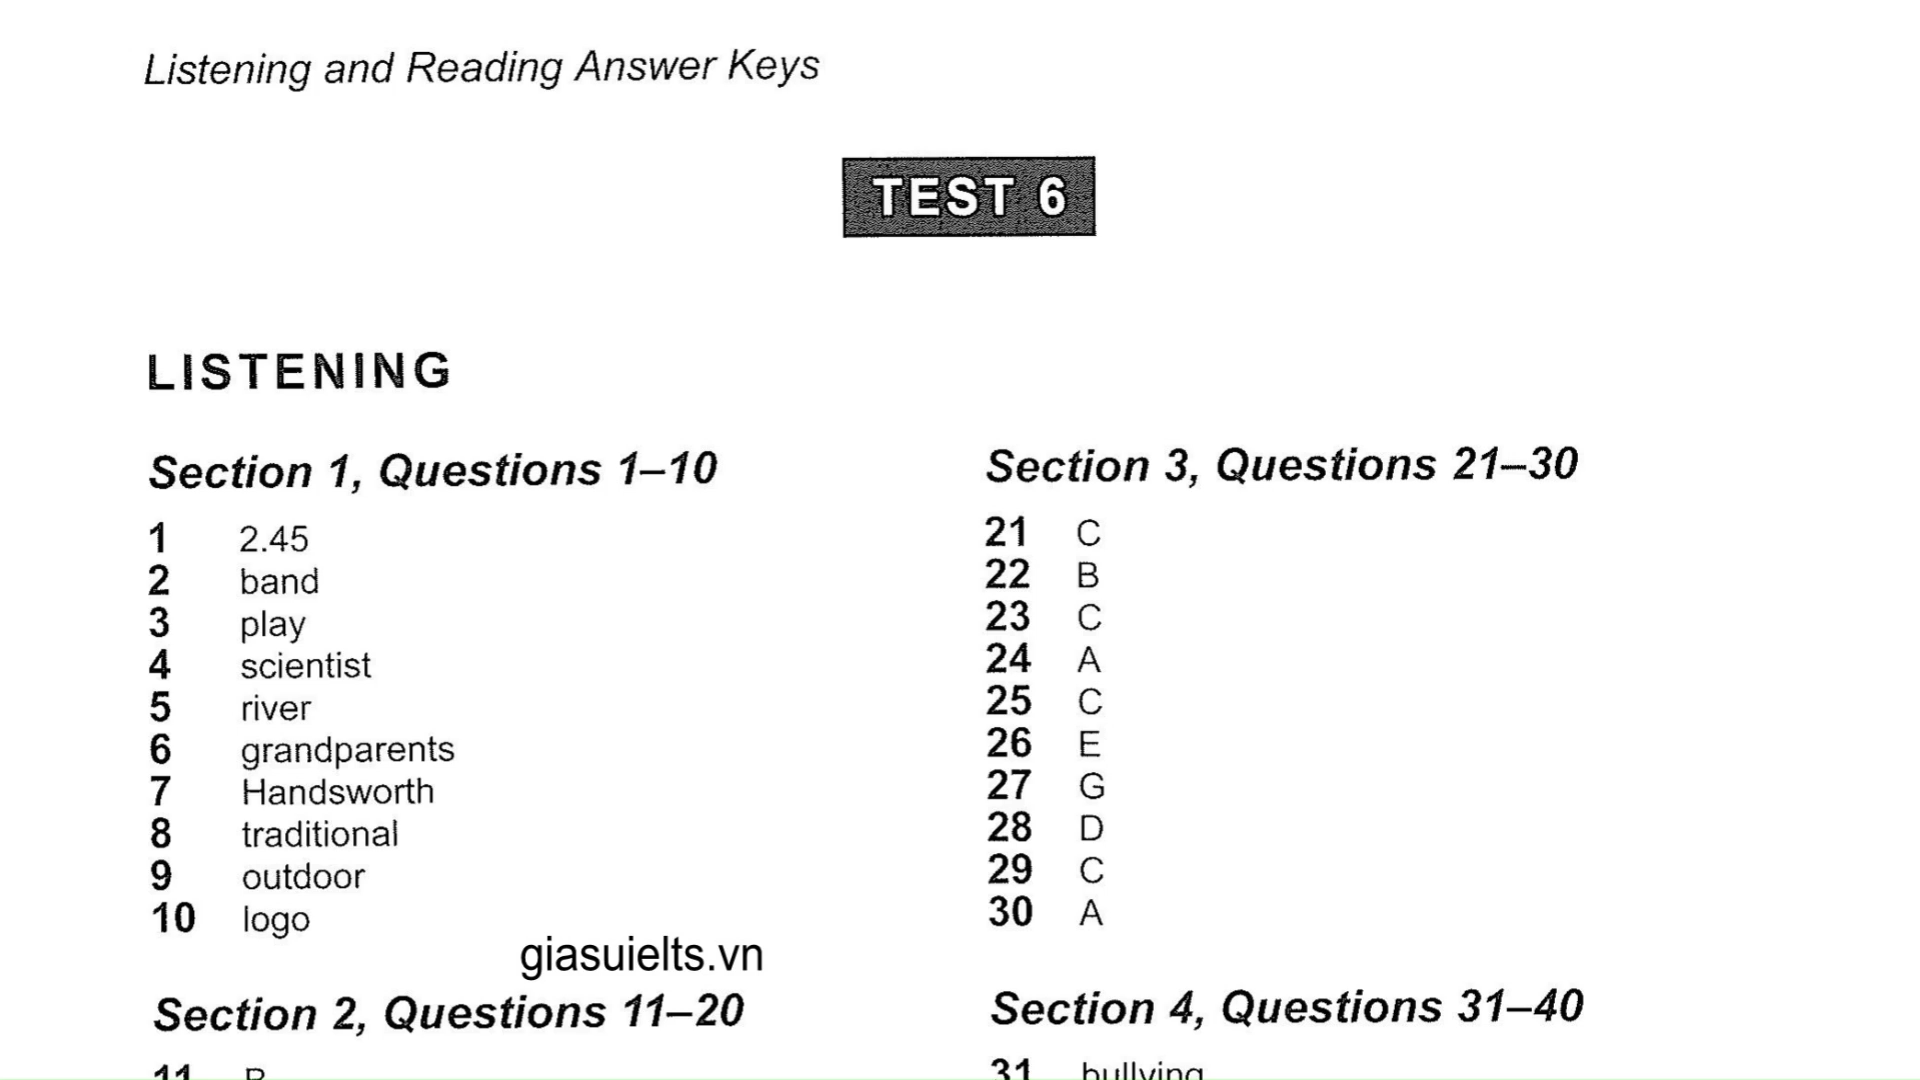 Listening and Reading Answer Keys
TEST 6
LISTENING
Section 1, Questions 1–10
1 2.45
2 band
3 play
4 scientist
5 river
6 grandparents
7 Handsworth
8 traditional
9 outdoor
10 logo
giasuielts.vn
Section 2, Questions 11–20
11
Section 3, Questions 21–30
21 C
22 B
23 C
24 A
25 C
26 E
27 G
28 D
29 C
30 A
Section 4, Questions 31–40
31 bullying